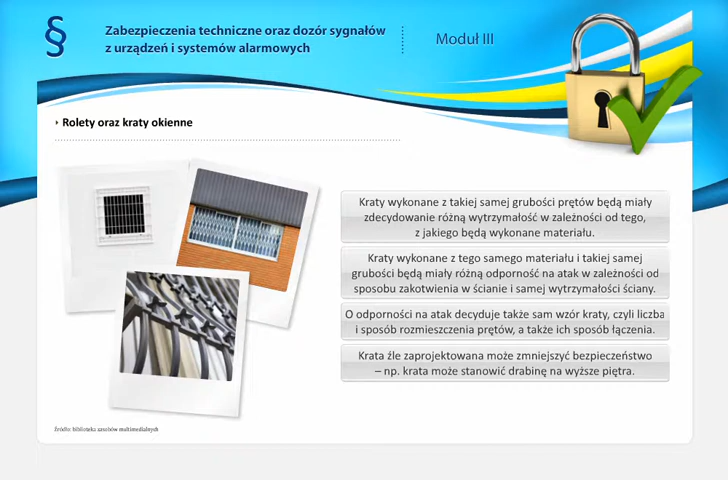 §
Zabezpieczenia techniczne oraz dozór sygnałów
z urządzeń i systemów alarmowych
Moduł III
Rolety oraz kraty okienne
Kraty wykonane z takiej samej grubości prętów będą miały
zdecydowanie różną wytrzymałość w zależności od tego,
z jakiego będą wykonane materiału.
Kraty wykonane z tego samego materiału i takiej samej
grubości będą miały różną odporność na atak w zależności od
sposobu zakotwienia w ścianie i samej wytrzymałości ściany.
O odporności na atak decyduje także sam wzór kraty, czyli liczba
i sposób rozmieszczenia prętów, a także ich sposób łączenia.
Krata źle zaprojektowana może zmniejszyć bezpieczeństwo
– np. krata może stanowić drabinę na wyższe piętra.
Źródło: biblioteka zasobów multimedialnych